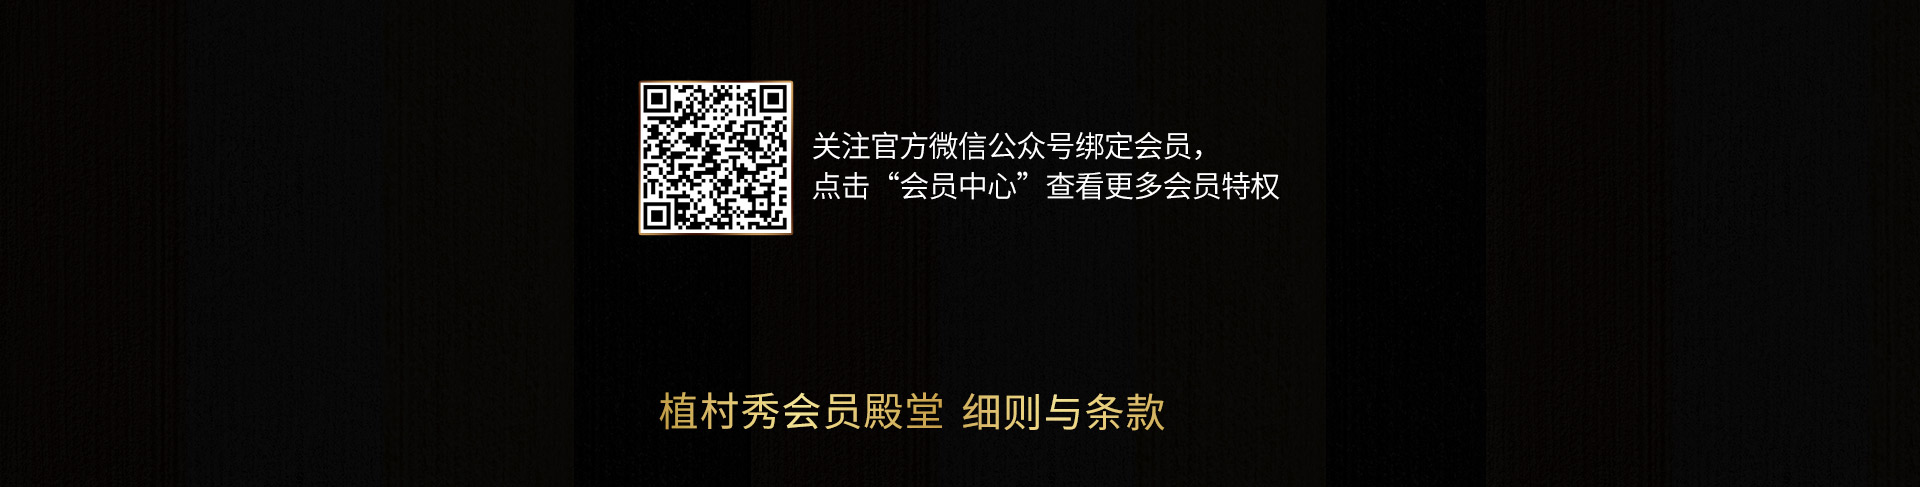 关注官方微信公众号绑定会员，
点击“会员中心”查看更多会员特权
植村秀会员殿堂 细则与条款